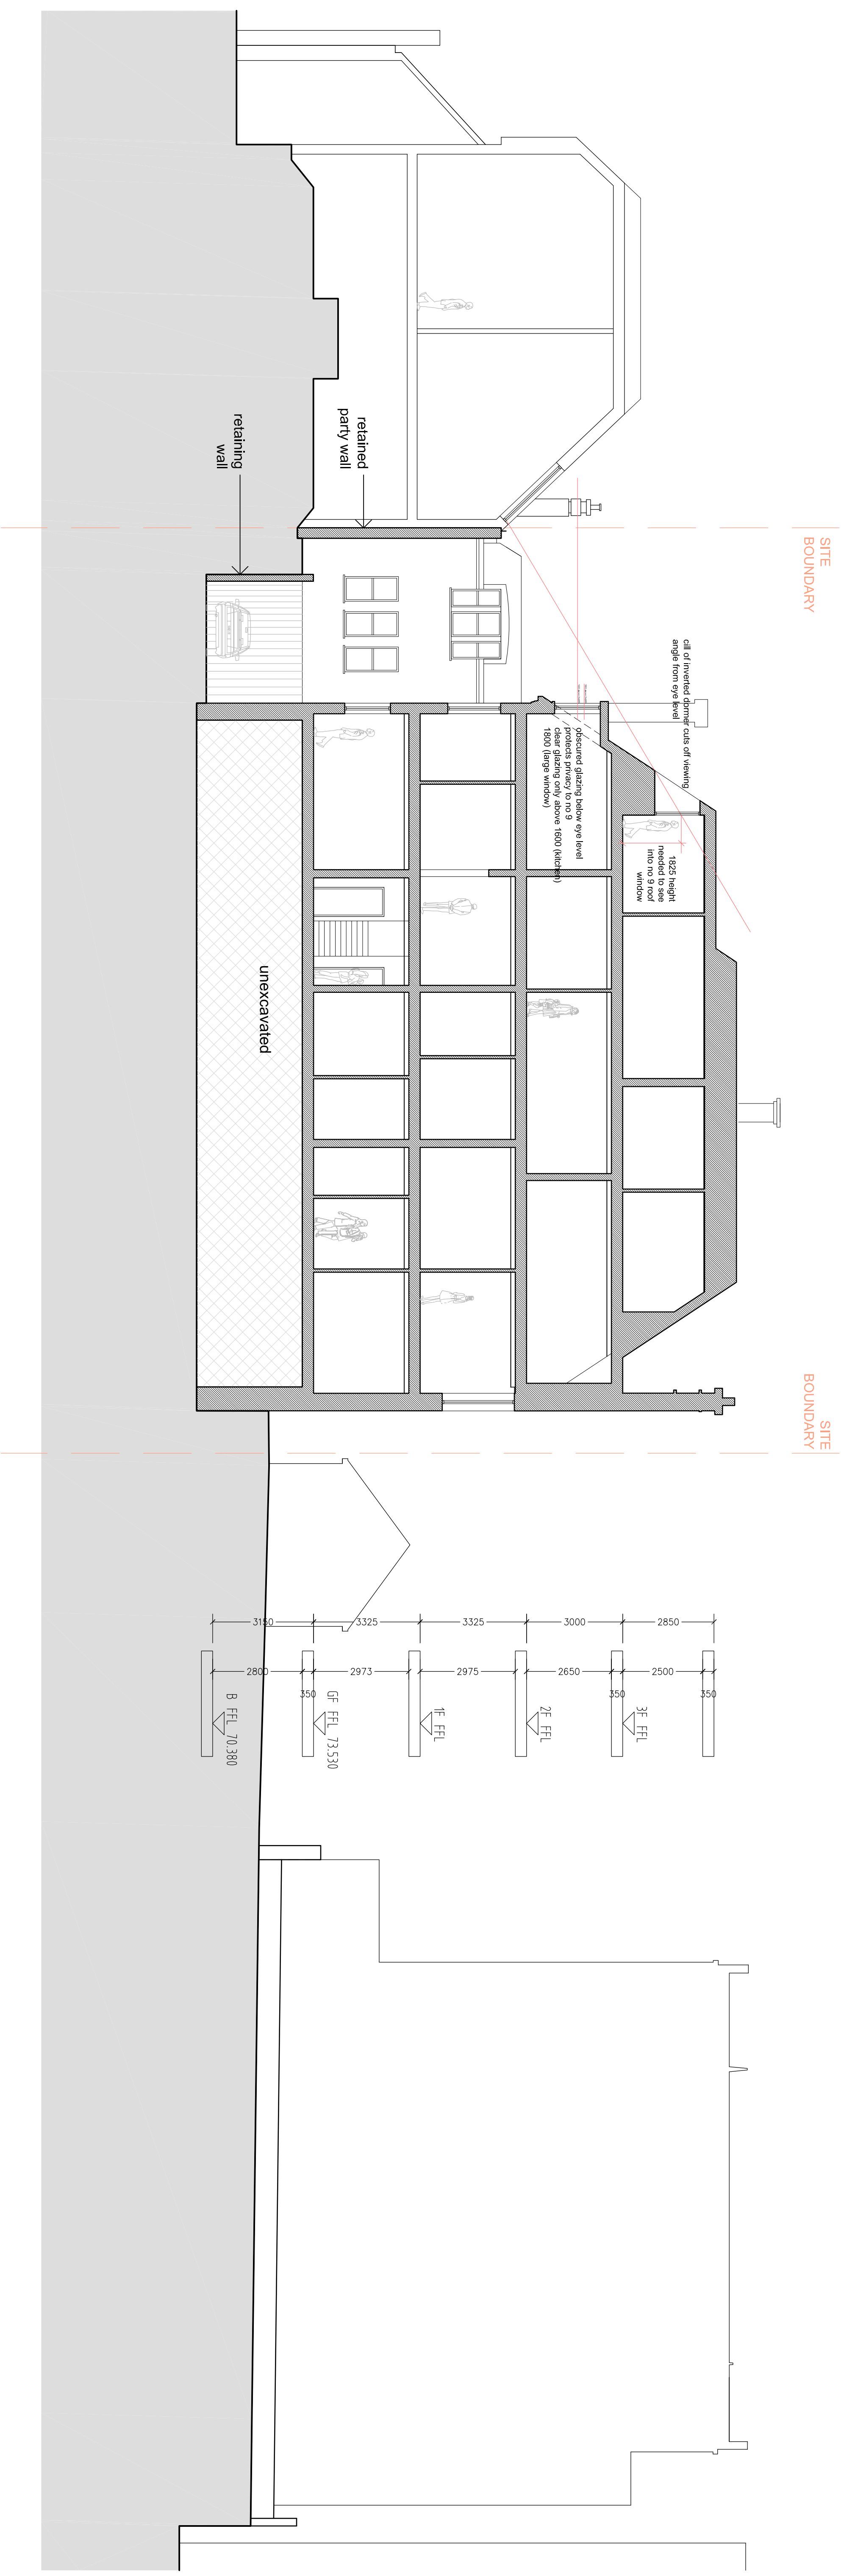 SITE
BOUNDARY
SITE
BOUNDARY
cill of inverted dormer cuts off viewing
angle from eye level
1825 height
needed to see
into no 9 roof
window
obscured glazing below eye level
protects privacy to no 9
clear glazing only above 1600 (kitchen)
1800 (large window)
retained
party wall
retaining
wall
unexcavated
2850
3000
3325
3325
3150
350
2500
350
2650
2975
2973
350
2800
3F FFL
2F FFL
1F FFL
GF FFL 73.530
B FFL 70.380